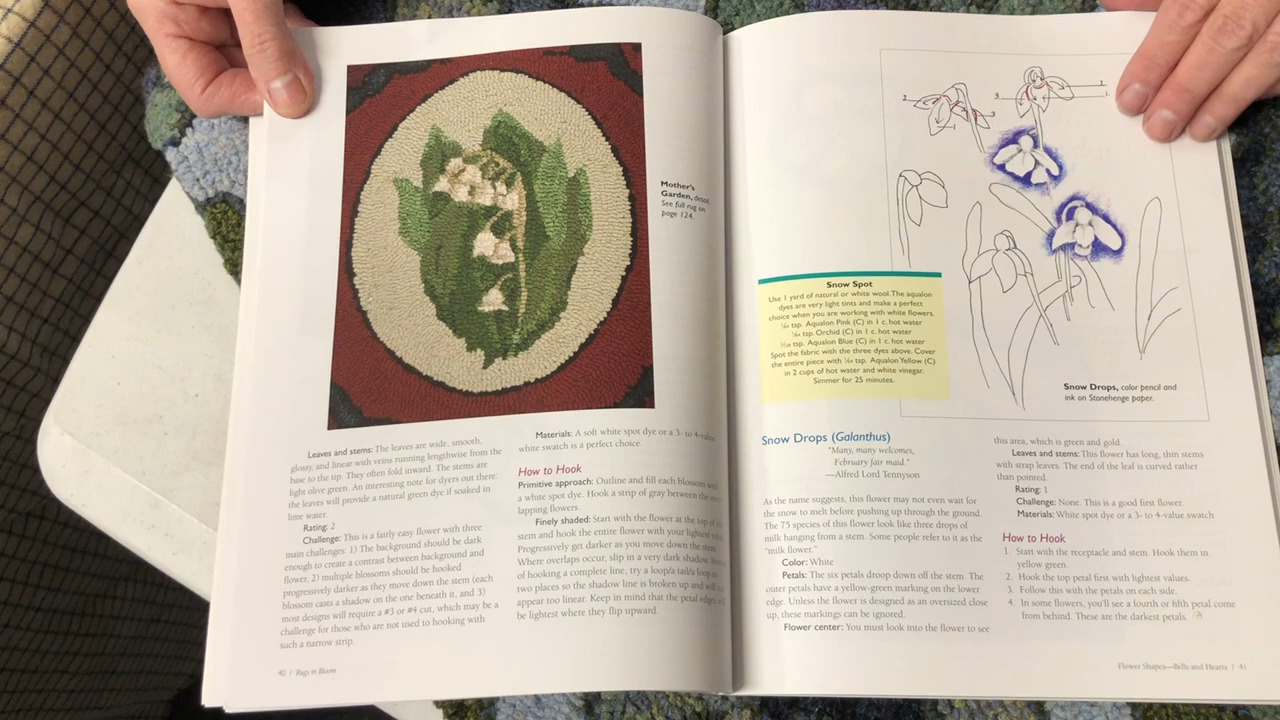 Mother's
Garden, detail.
See full rug on
page 124.
Leaves and stems: The leaves are wide, smooth,
glossy, and linear with veins running lengthwise from the
base to the tip. They often fold inward. The stems are
light olive green. An interesting note for dyers out there:
the leaves will provide a natural green dye if soaked in
lime water.
Rating: 2
Challenge: This is a fairly easy flower with three
main challenges: 1) The background should be dark
enough to create a contrast between background and
flower, 2) multiple blossoms should be hooked
progressively darker as they move down the stem (each
blossom casts a shadow on the one beneath it, and 3)
most designs will require a #3 or #4 cut, which may be a
challenge for those who are not used to hooking with
such a narrow strip.
Materials: A soft white spot dye or a 3- to 4-value
white swatch is a perfect choice.
How to Hook
Primitive approach: Outline and fill each blossom with
a white spot dye. Hook a strip of gray between the
lapping flowers.
Finely shaded: Start with the flower at the top of
stem and hook the entire flower with your lightest
Progressively get darker as you move down the stem.
Where overlaps occur, slip in a very dark shadow
of hooking a complete line, try a loop/a tail/a loop
two places so the shadow line is broken up and will
appear too linear. Keep in mind that the petal edges
be lightest where they flip upward.
40 / Rugs in Bloom
2
1
3
2
1
Snow Spot
Use 1 yard of natural or white wool. The aqualon
dyes are very light tints and make a perfect
choice when you are working with white flowers.
1/64 tsp. Aqualon Pink (C) in 1 c. hot water
1/64 tsp. Orchid (C) in 1 c. hot water
1/128 tsp. Aqualon Blue (C) in 1 c. hot water
Spot the fabric with the three dyes above. Cover
the entire piece with 1/64 tsp. Aqualon Yellow (C)
in 2 cups of hot water and white vinegar.
Simmer for 25 minutes.
Snow Drops, color pencil and
ink on Stonehenge paper.
Snow Drops (Galanthus)
"Many, many welcomes,
February fair maid."
—Alfred Lord Tennyson
As the name suggests, this flower may not even wait for
the snow to melt before pushing up through the ground.
The 75 species of this flower look like three drops of
milk hanging from a stem. Some people refer to it as the
"milk flower."
Color: White
Petals: The six petals droop down off the stem. The
outer petals have a yellow-green marking on the lower
edge. Unless the flower is designed as an oversized close
up, these markings can be ignored.
Flower center: You must look into the flower to see
this area, which is green and gold.
Leaves and stems: This flower has long, thin stems
with strap leaves. The end of the leaf is curved rather
than pointed.
Rating: 1
Challenge: None. This is a good first flower.
Materials: White spot dye or a 3- to 4-value swatch
How to Hook
1. Start with the receptacle and stem. Hook them in
yellow green.
2. Hook the top petal first with lightest values.
3. Follow this with the petals on each side.
4. In some flowers, you'll see a fourth or fifth petal come
from behind. These are the darkest petals.
Flower Shapes—Bells and Hearts | 41